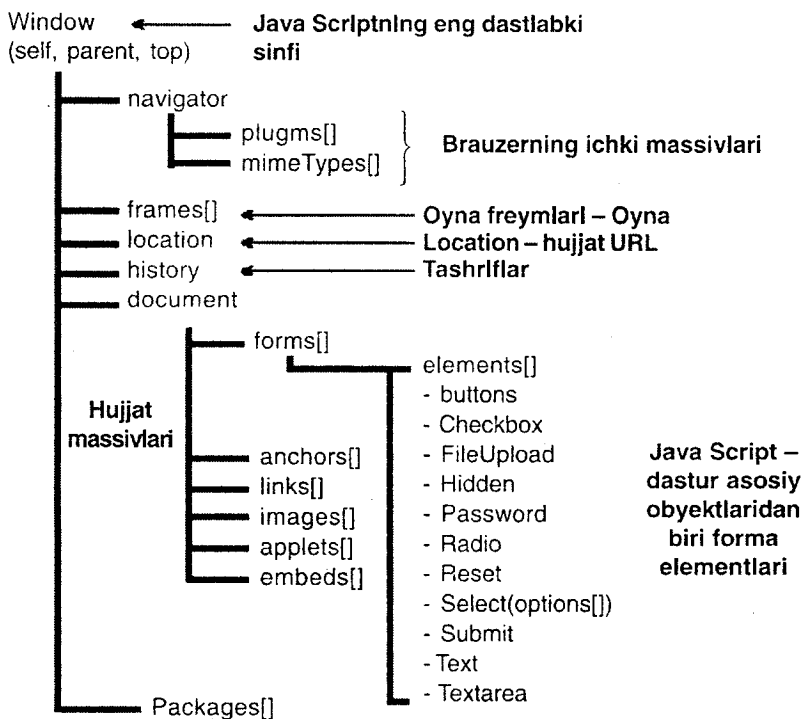 Window
Java ScrIptnIng eng dastlabki
sinfi
(self, parent, top)
navigator
plugms[]
mimeTypes[]
Brauzerning ichki massivlari
frames[]
Oyna freymlarI – Oyna
location
Location – hujjat URL
history
TashrIflar
document
forms[]
elements[]
- buttons
- Checkbox
- FileUpload
- Hidden
- Password
- Radio
- Reset
- Select(options[])
- Submit
- Text
- Textarea
Hujjat
massivlari
anchors[]
links[]
images[]
applets[]
embeds[]
Java Script –
dastur asosiy
obyektlaridan
biri forma
elementlari
Packages[]